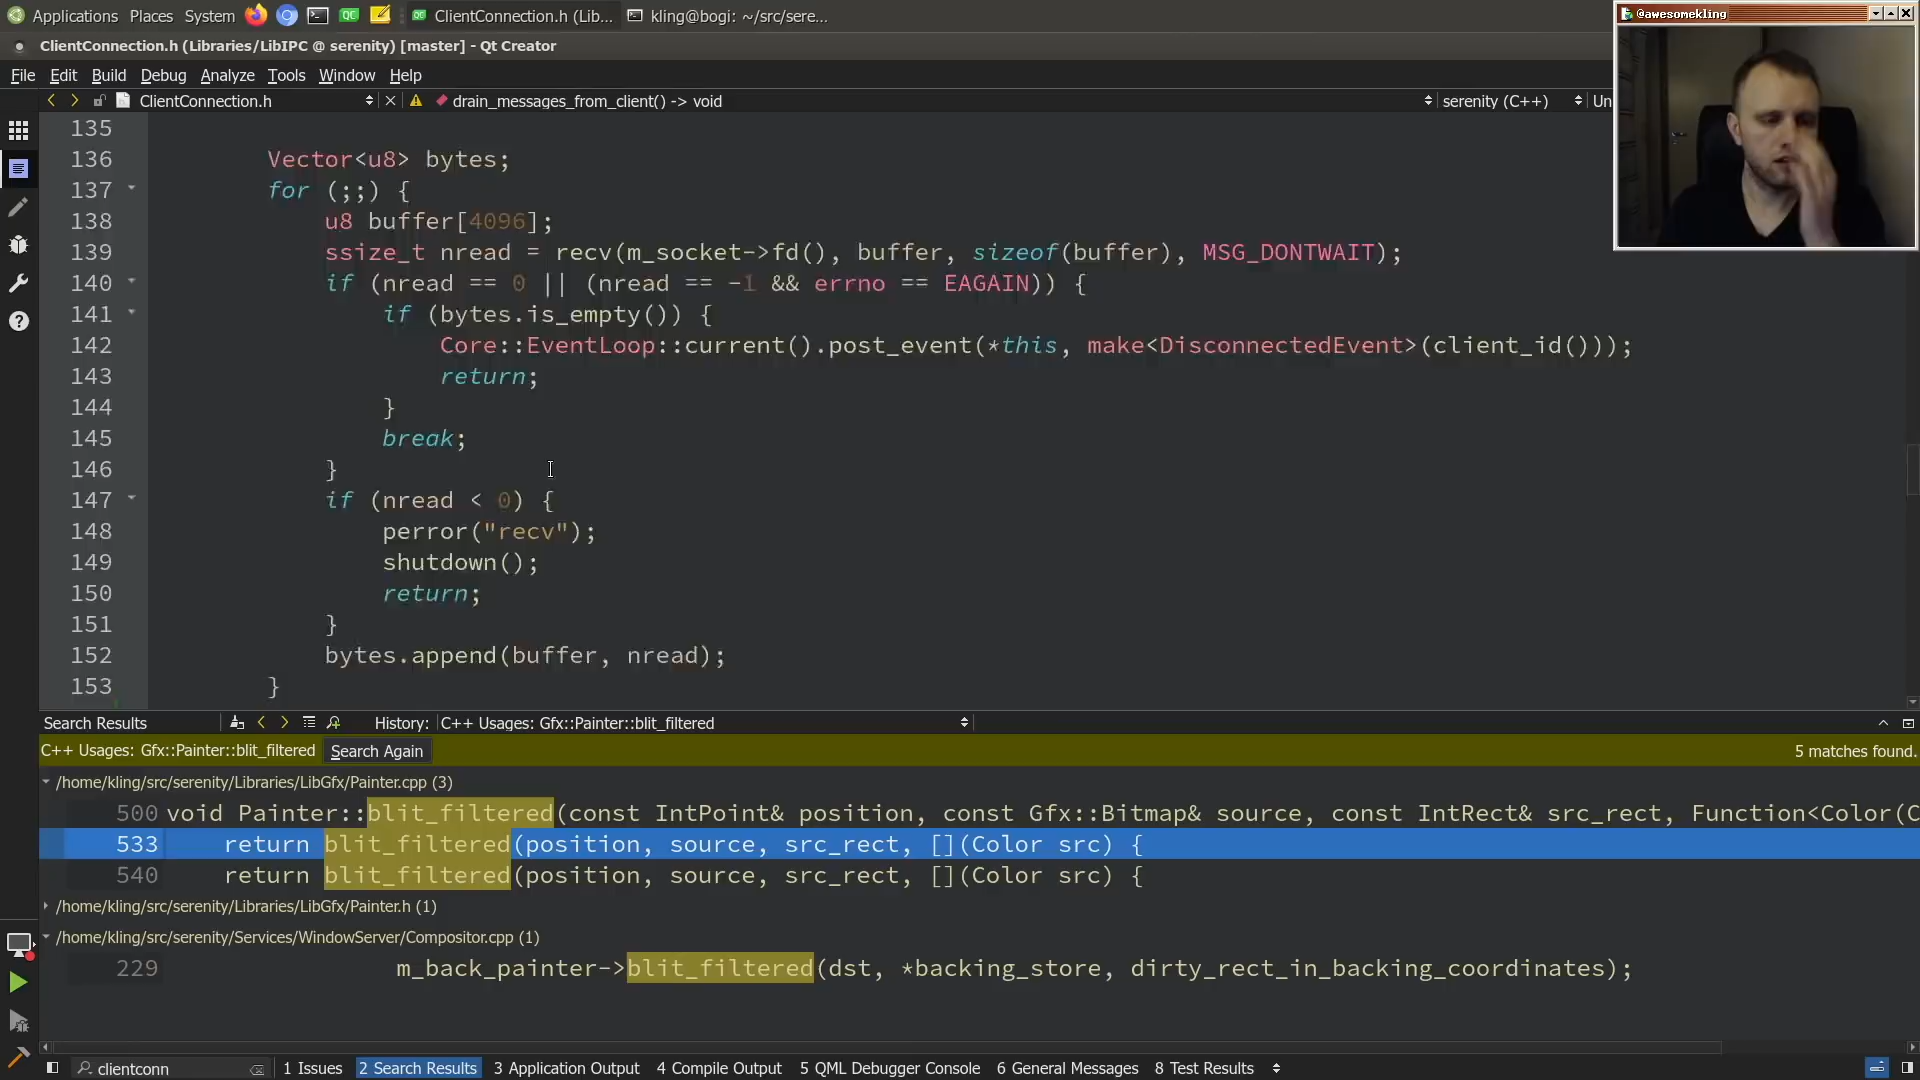 Applications Places System ClientConnection.h (Lib... kling@bogi: ~/src/sere...
@awesomekling
ClientConnection.h (Libraries/LibIPC @ serenity) [master] - Qt Creator
File Edit Build Debug Analyze Tools Window Help
ClientConnection.h drain_messages_from_client() -> void serenity (C++) Un
135
136 Vector<u8> bytes;
137 for (;;) {
138 u8 buffer[4096];
139 ssize_t nread = recv(m_socket->fd(), buffer, sizeof(buffer), MSG_DONTWAIT);
140 if (nread == 0 || (nread == -1 && errno == EAGAIN)) {
141 if (bytes.is_empty()) {
142 Core::EventLoop::current().post_event(*this, make<DisconnectedEvent>(client_id()));
143 return;
144 }
145 break;
146 }
147 if (nread < 0) {
148 perror("recv");
149 shutdown();
150 return;
151 }
152 bytes.append(buffer, nread);
153 }
Search Results History: C++ Usages: Gfx::Painter::blit_filtered
C++ Usages: Gfx::Painter::blit_filtered Search Again 5 matches found.
/home/kling/src/serenity/Libraries/LibGfx/Painter.cpp (3)
500 void Painter::blit_filtered(const IntPoint& position, const Gfx::Bitmap& source, const IntRect& src_rect, Function<Color(C
533 return blit_filtered(position, source, src_rect, [](Color src) {
540 return blit_filtered(position, source, src_rect, [](Color src) {
/home/kling/src/serenity/Libraries/LibGfx/Painter.h (1)
/home/kling/src/serenity/Services/WindowServer/Compositor.cpp (1)
229 m_back_painter->blit_filtered(dst, *backing_store, dirty_rect_in_backing_coordinates);
clientconn 1 Issues 2 Search Results 3 Application Output 4 Compile Output 5 QML Debugger Console 6 General Messages 8 Test Results